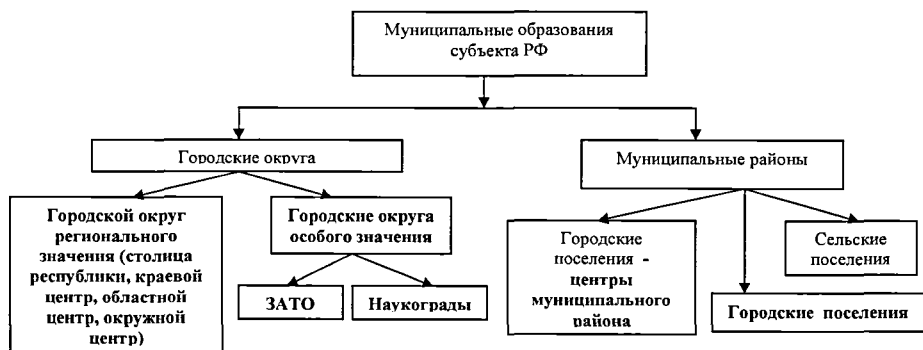 Муниципальные образования
субъекта РФ
Городские округа
Муниципальные районы
Городской округ
регионального
значения (столица
республики, краевой
центр, областной
центр, окружной
центр)
Городские округа
особого значения
ЗАТО
Наукограды
Городские
поселения -
центры
муниципального
района
Сельские
поселения
Городские поселения